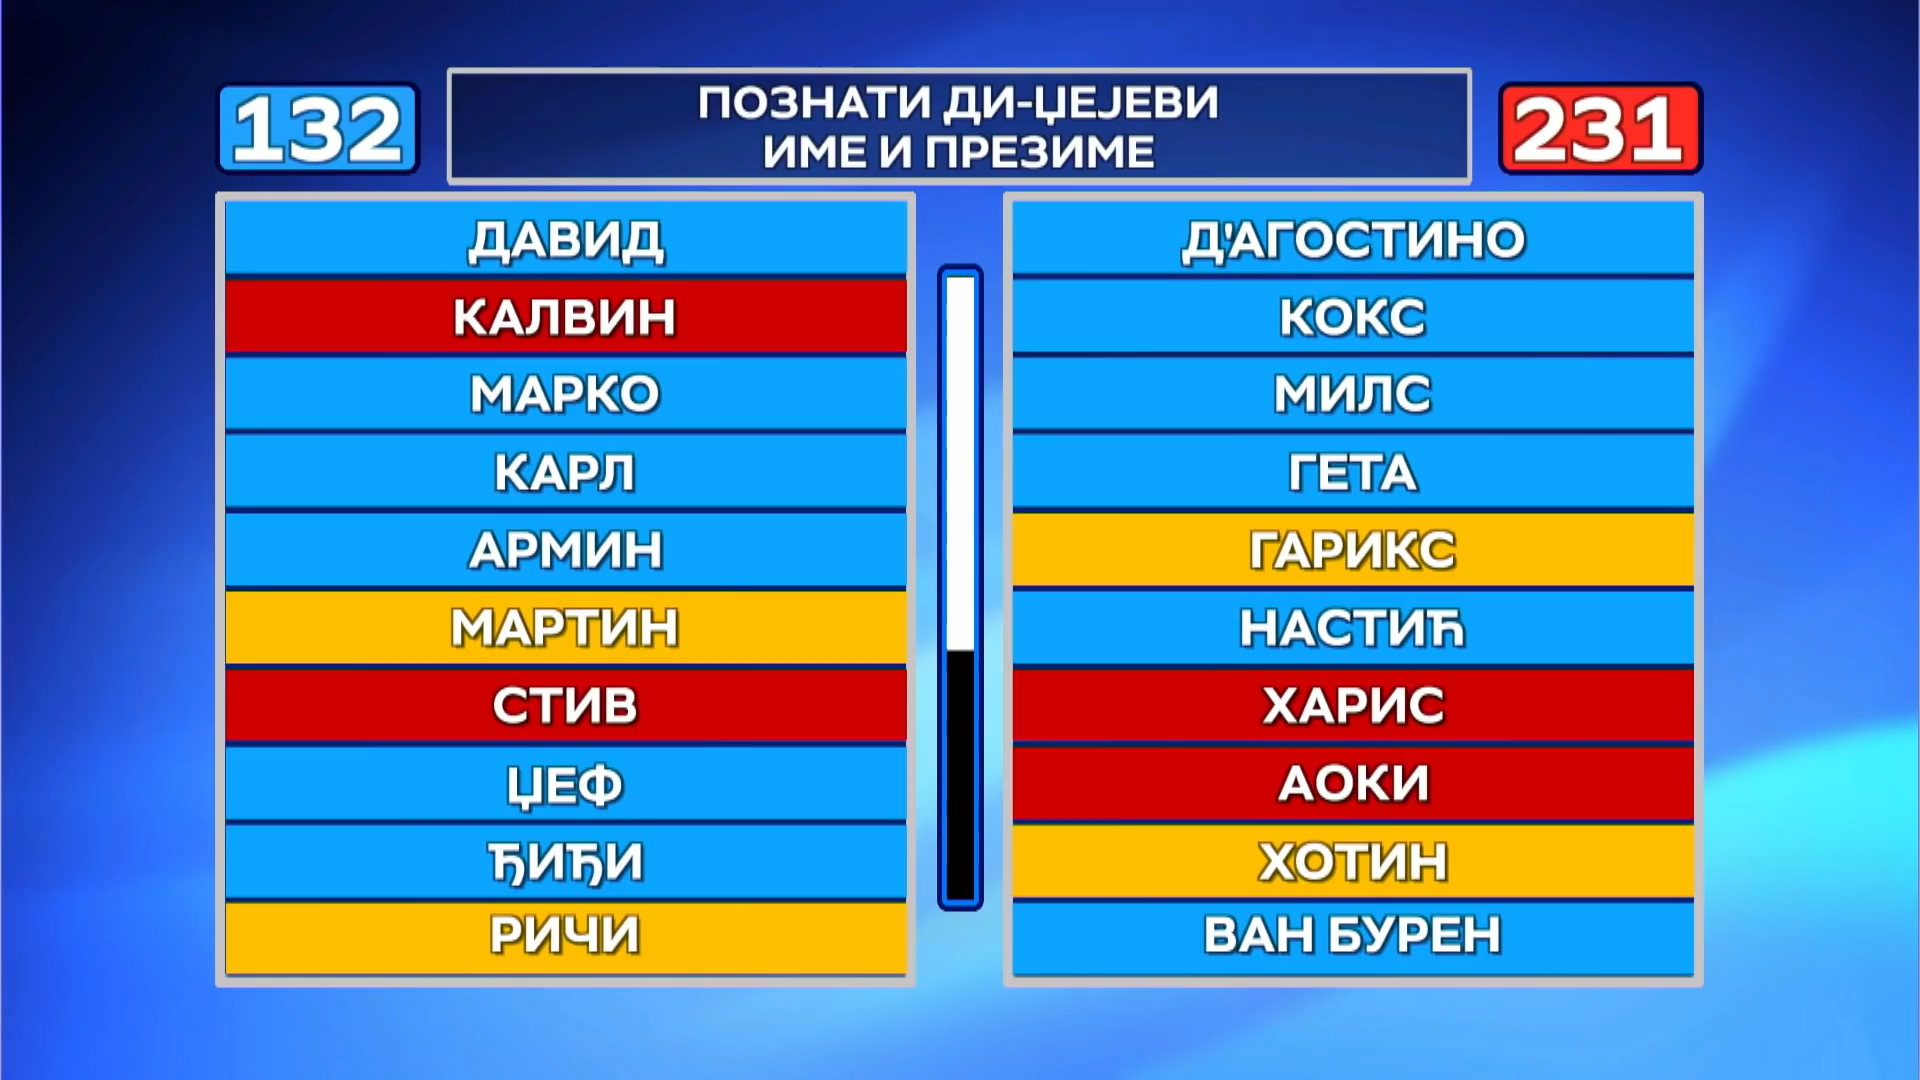 132
ПОЗНАТИ ДИ-ЏЕЈЕВИ
ИМЕ И ПРЕЗИМЕ
231
ДАВИД
КАЛВИН
МАРКО
КАРЛ
АРМИН
МАРТИН
СТИВ
ЏЕФ
ЂИЂИ
РИЧИ
Д'АГОСТИНО
КОКС
МИЛС
ГЕТА
ГАРИКС
НАСТИЋ
ХАРИС
АОКИ
ХОТИН
ВАН БУРЕН